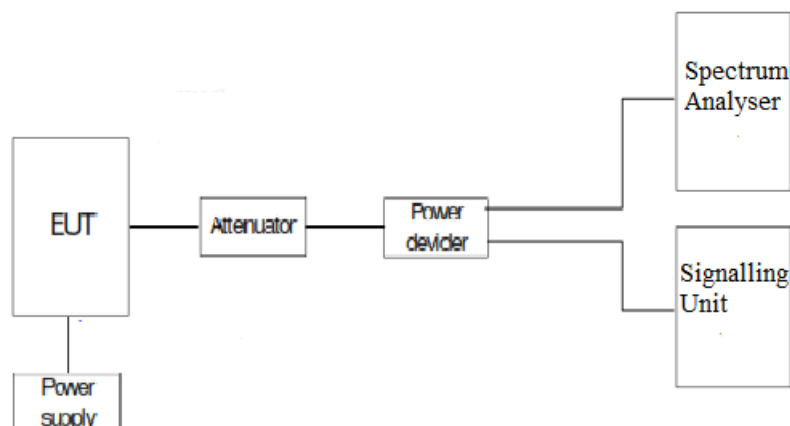 Spectrum
Analyser
EUT
Attenuator
Power
devider
Signalling
Unit
Power
supply